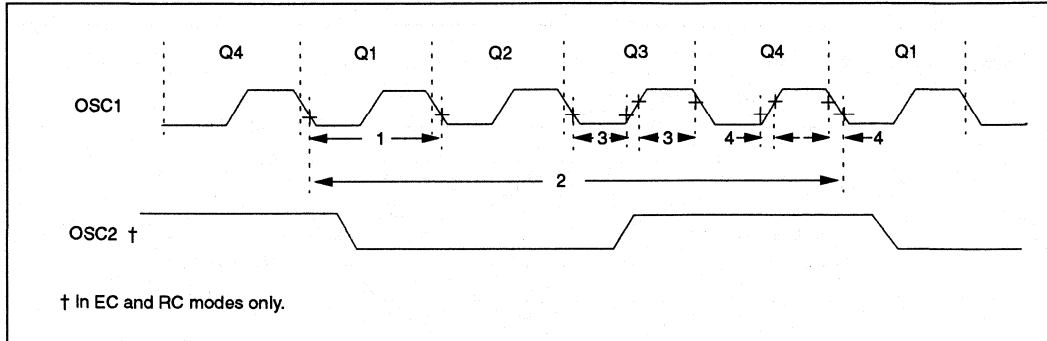 Q4 Q1 Q2 Q3 Q4 Q1
OSC1
1 3 3 4 4
2
OSC2 †
† In EC and RC modes only.